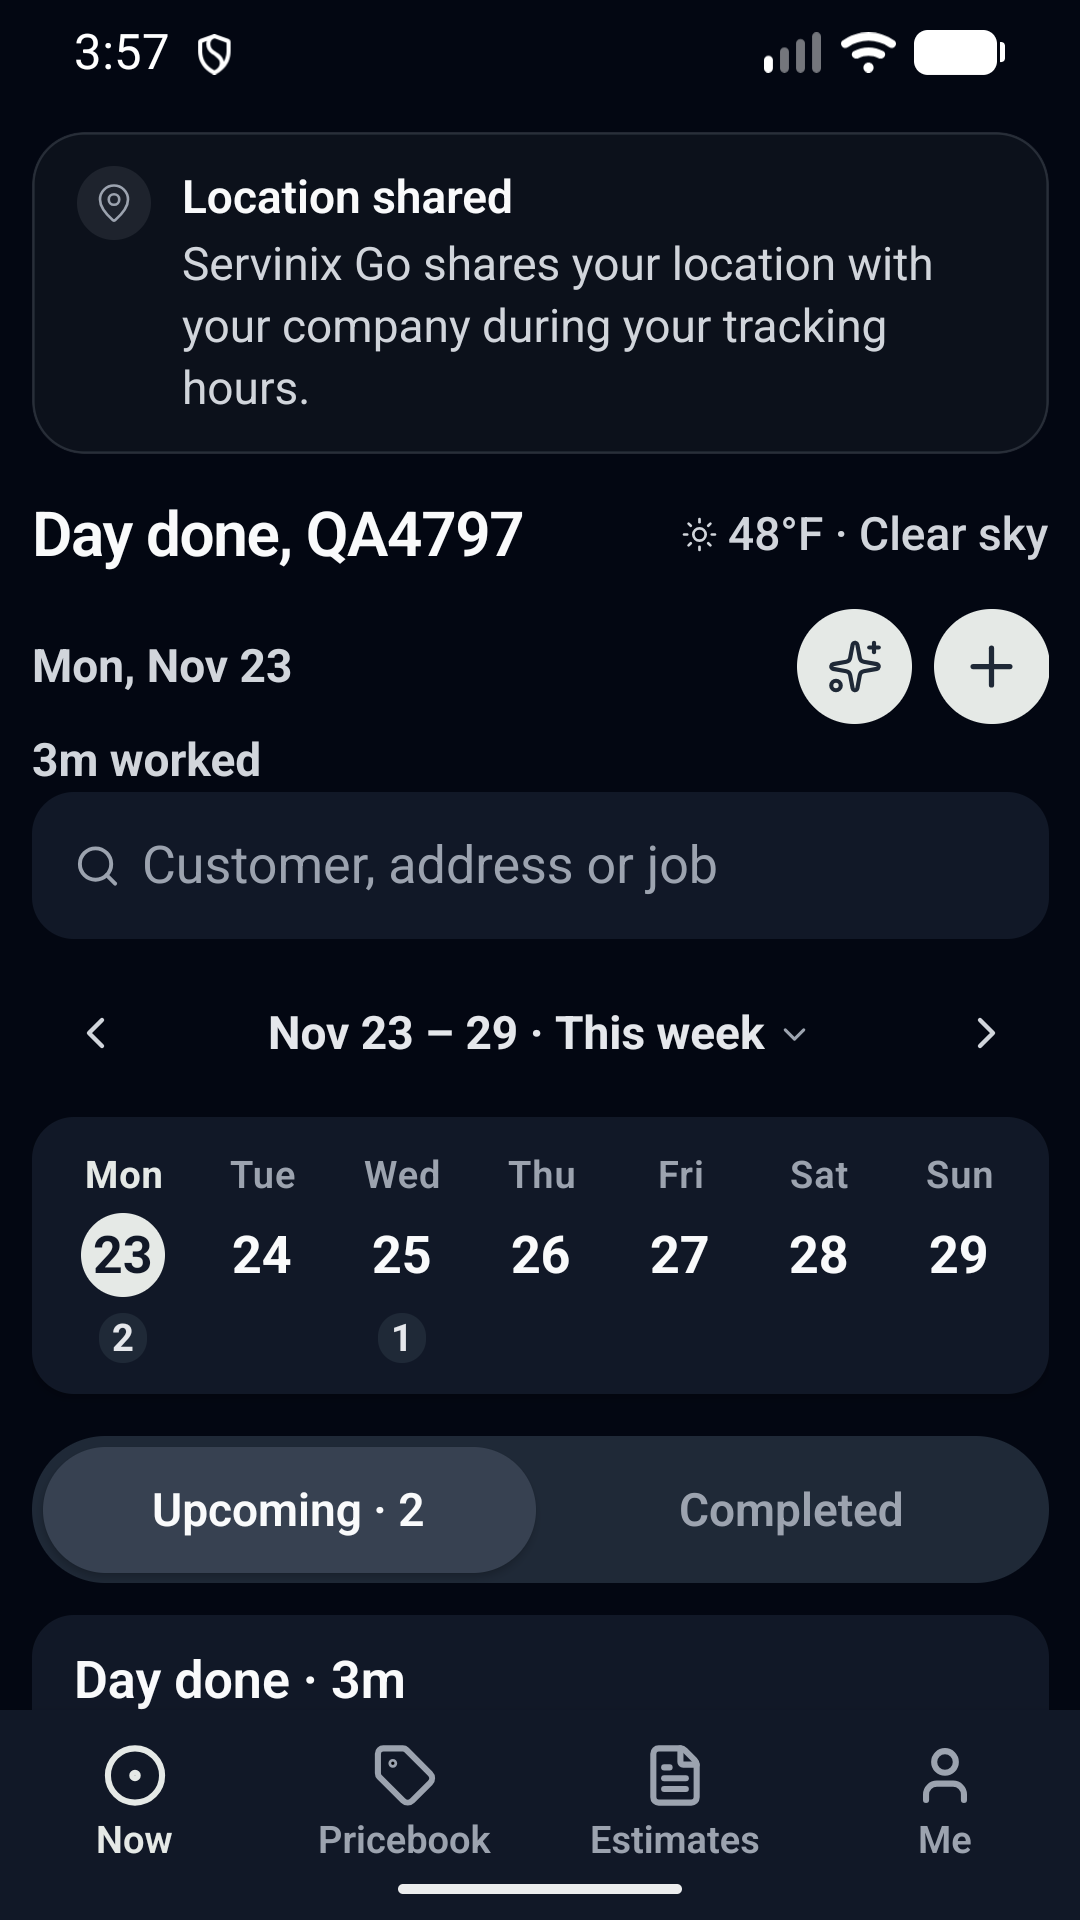 3:57
Location shared
Servinix Go shares your location with
your company during your tracking
hours.
Day done, QA4797
48°F · Clear sky
Mon, Nov 23
3m worked
Customer, address or job
Nov 23 – 29 · This week
Mon Tue Wed Thu Fri Sat Sun
23 24 25 26 27 28 29
2 1
Upcoming · 2 Completed
Day done · 3m
Now Pricebook Estimates Me